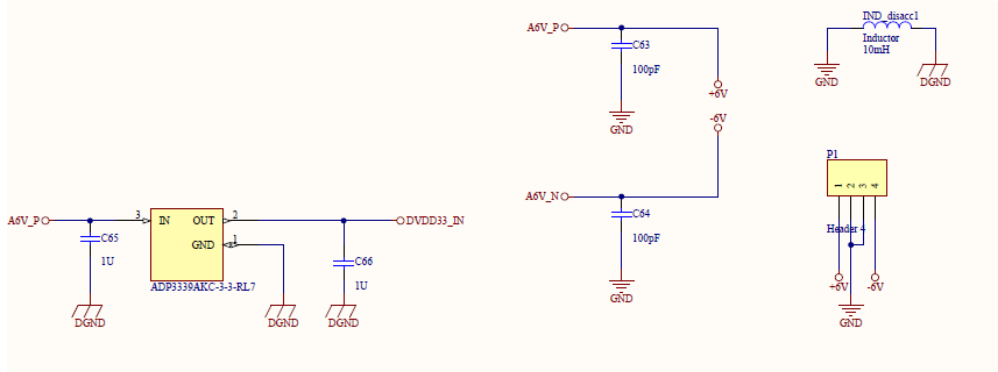 A6V_P
C63
100pF
GND
+6V
-6V
A6V_N
C64
100pF
GND
IND_disacc1
Inductor
10mH
GND
DGND
P1
1 2 3 4
Header 4
+6V
-6V
GND
A6V_P
3
IN
OUT
2
DVDD33_IN
GND
1
C65
1U
C66
1U
ADP3339AKC-3-3-RL7
DGND
DGND
DGND